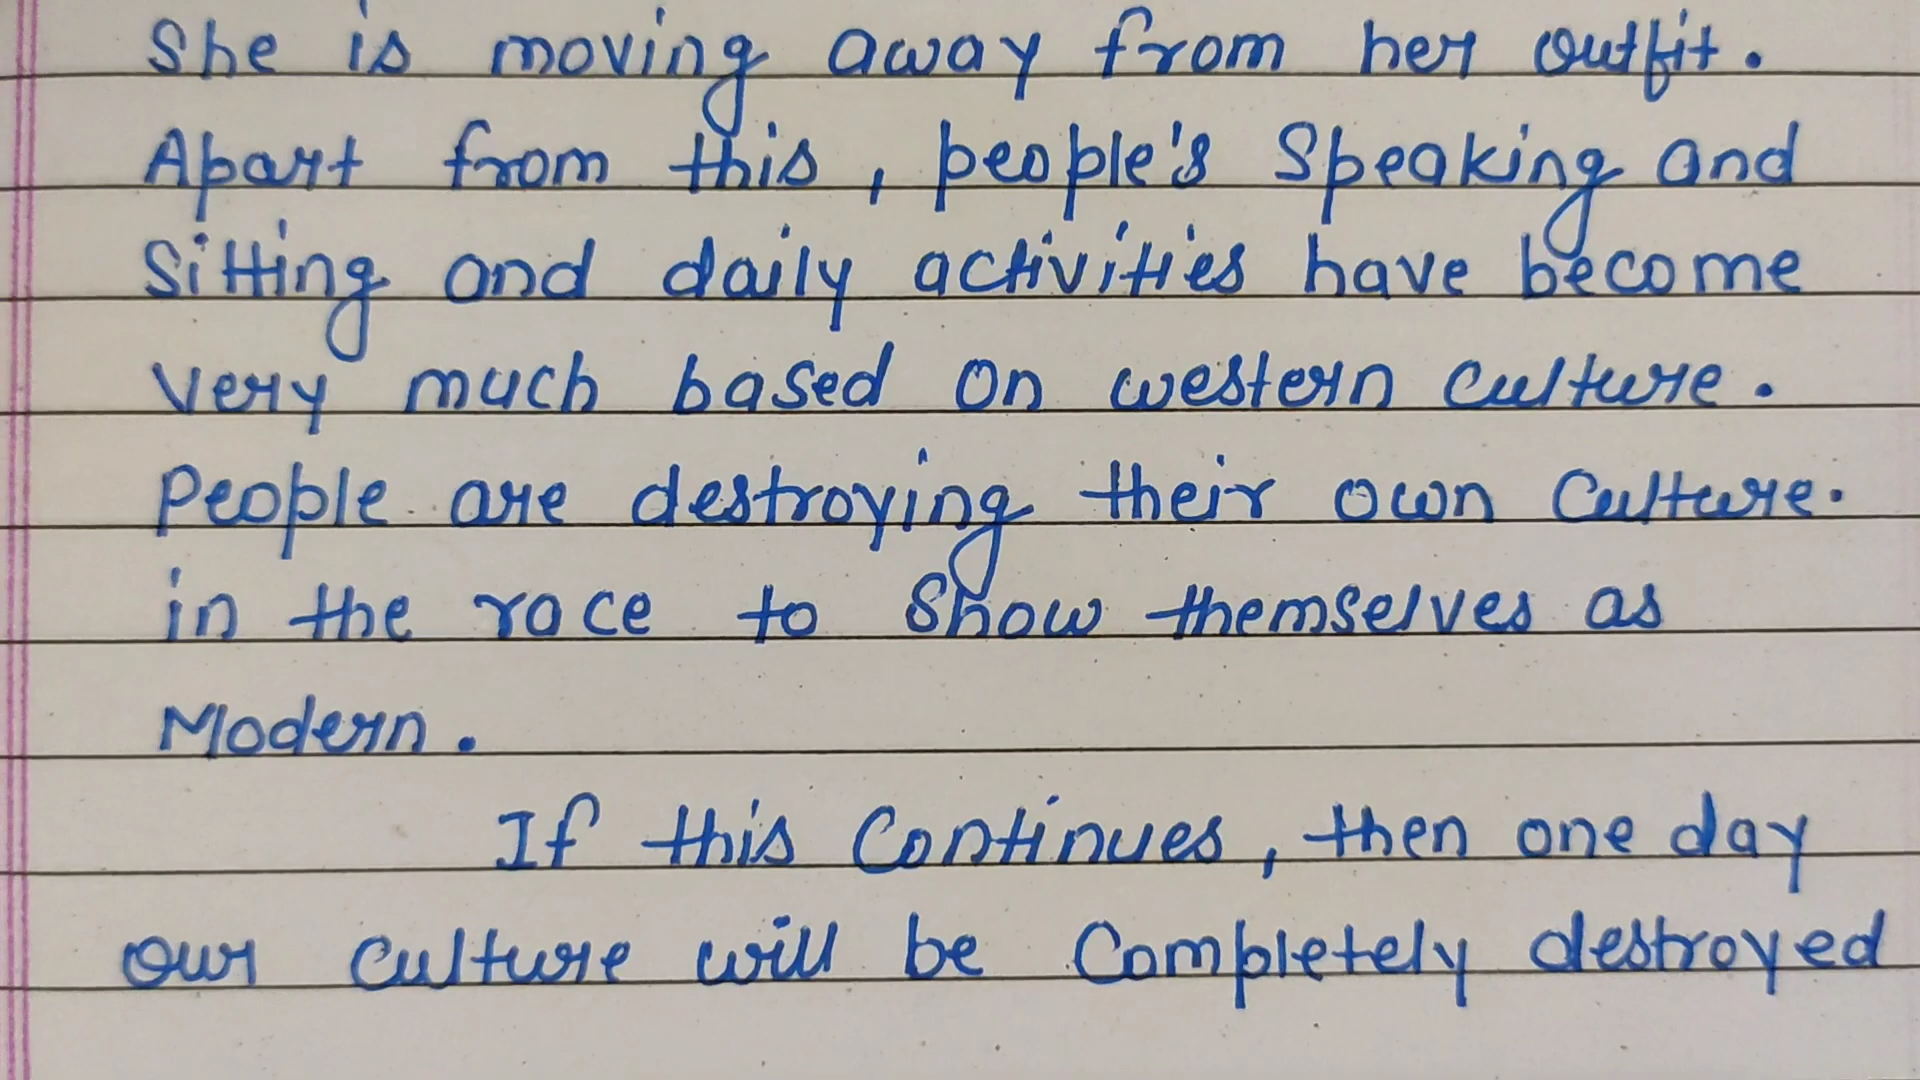 She is moving away from her outfit.
Apart from this, people's Speaking and
Sitting and daily activities have become
very much based on western culture.
People are destroying their own Culture.
in the race to Show themselves as
Modern.
If this Continues, then one day
our culture will be Completely destroyed